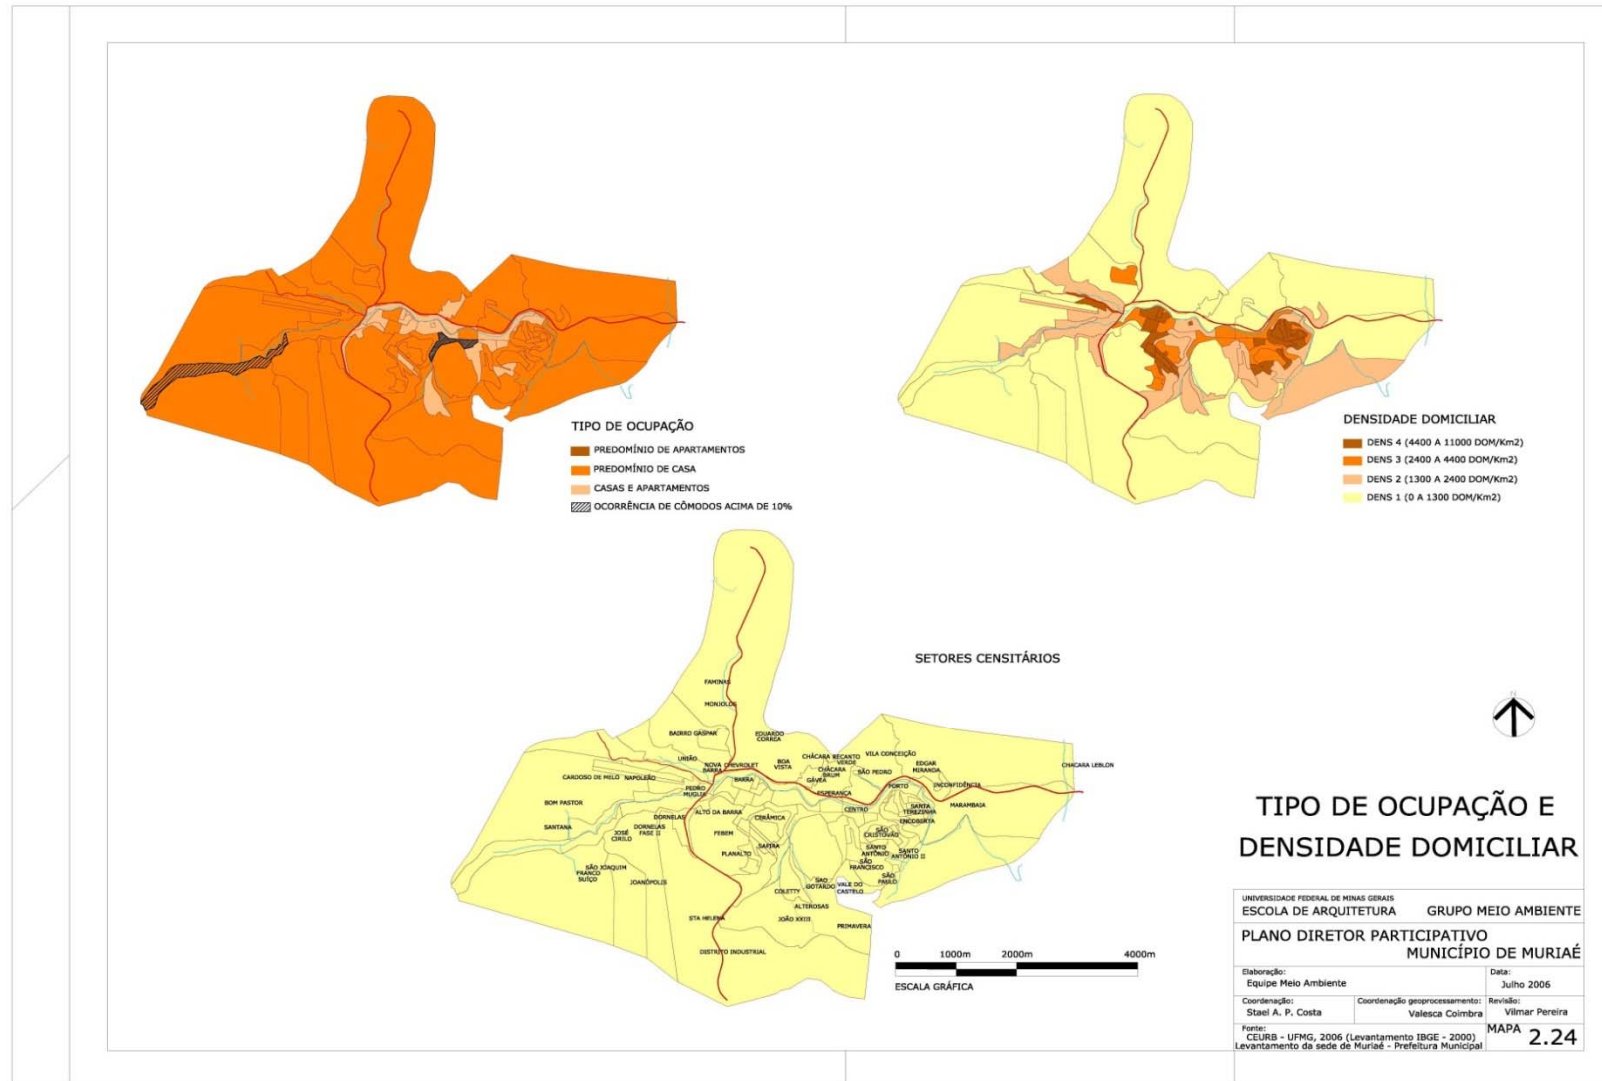 TIPO DE OCUPAÇÃO
PREDOMÍNIO DE APARTAMENTOS
PREDOMÍNIO DE CASA
CASAS E APARTAMENTOS
OCORRÊNCIA DE CÔMODOS ACIMA DE 10%
DENSIDADE DOMICILIAR
DENS 4 (4400 A 11000 DOM/Km2)
DENS 3 (2400 A 4400 DOM/Km2)
DENS 2 (1300 A 2400 DOM/Km2)
DENS 1 (0 A 1300 DOM/Km2)
SETORES CENSITÁRIOS
FAMINAS
MONJOLOS
BAIRRO GASPAR
EDUARDO
CORREA
UNIÃO
NOVA
BARRA
CHEVROLET
BOA
VISTA
CHÁCARA RECANTO
VERDE
VILA CONCEIÇÃO
CHÁCARA
BRUM
SÃO PEDRO
EDGAR
MIRANDA
CHACARA LEBLON
CARDOSO DE MELO
NAPOLEÃO
BARRA
GÁVEA
PORTO
INCONFIDÊNCIA
PEDRO
MUGLIA
ESPERANÇA
BOM PASTOR
CENTRO
SANTA
TEREZINHA
MARAMBAIA
ALTO DA BARRA
DORNELAS
CERÂMICA
ENCOBERTA
SANTANA
JOSÉ
CIRILO
DORNELAS
FASE II
FEBEM
SÃO
CRISTOVÃO
SAFIRA
SANTO
ANTÔNIO
SANTO
ANTÔNIO II
PLANALTO
SÃO
FRANCISCO
SÃO JOAQUIM
FRANCO
SUÍÇO
JOANÓPOLIS
SÃO
PAULO
SÃO
GOTARDO
VALE DO
CASTELO
COLETTY
ALTEROSAS
STA HELENA
JOÃO XXIII
PRIMAVERA
DISTRITO INDUSTRIAL
0 1000m 2000m 4000m
ESCALA GRÁFICA
N
TIPO DE OCUPAÇÃO E
DENSIDADE DOMICILIAR
UNIVERSIDADE FEDERAL DE MINAS GERAIS
ESCOLA DE ARQUITETURA GRUPO MEIO AMBIENTE
PLANO DIRETOR PARTICIPATIVO
MUNICÍPIO DE MURIAÉ
Elaboração:
Equipe Meio Ambiente
Data:
Julho 2006
Coordenação:
Stael A. P. Costa
Coordenação geoprocessamento:
Valesca Coimbra
Revisão:
Vilmar Pereira
Fonte:
CEURB - UFMG, 2006 (Levantamento IBGE - 2000)
Levantamento da sede de Muriaé - Prefeitura Municipal
MAPA 2.24